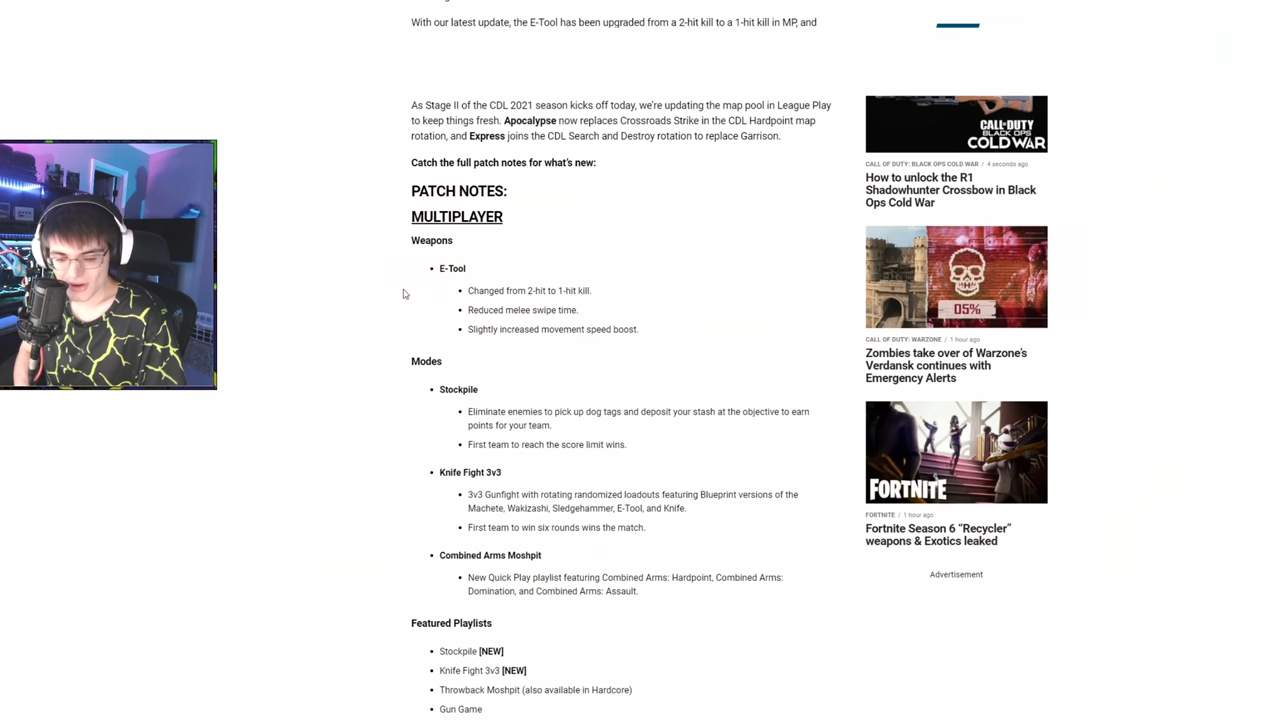 With our latest update, the E-Tool has been upgraded from a 2-hit kill to a 1-hit kill in MP, and
As Stage II of the CDL 2021 season kicks off today, we're updating the map pool in League Play
to keep things fresh. Apocalypse now replaces Crossroads Strike in the CDL Hardpoint map
rotation, and Express joins the CDL Search and Destroy rotation to replace Garrison.
Catch the full patch notes for what's new:
PATCH NOTES:
MULTIPLAYER
Weapons
E-Tool
Changed from 2-hit to 1-hit kill.
Reduced melee swipe time.
Slightly increased movement speed boost.
Modes
Stockpile
Eliminate enemies to pick up dog tags and deposit your stash at the objective to earn
points for your team.
First team to reach the score limit wins.
Knife Fight 3v3
3v3 Gunfight with rotating randomized loadouts featuring Blueprint versions of the
Machete, Wakizashi, Sledgehammer, E-Tool, and Knife.
First team to win six rounds wins the match.
Combined Arms Moshpit
New Quick Play playlist featuring Combined Arms: Hardpoint, Combined Arms:
Domination, and Combined Arms: Assault.
Featured Playlists
Stockpile [NEW]
Knife Fight 3v3 [NEW]
Throwback Moshpit (also available in Hardcore)
Gun Game
CALL OF DUTY
BLACK OPS
COLD WAR
CALL OF DUTY: BLACK OPS COLD WAR / 4 seconds ago
How to unlock the R1
Shadowhunter Crossbow in Black
Ops Cold War
05%
CALL OF DUTY: WARZONE / 1 hour ago
Zombies take over of Warzone's
Verdansk continues with
Emergency Alerts
FORTNITE
FORTNITE / 1 hour ago
Fortnite Season 6 "Recycler"
weapons & Exotics leaked
Advertisement